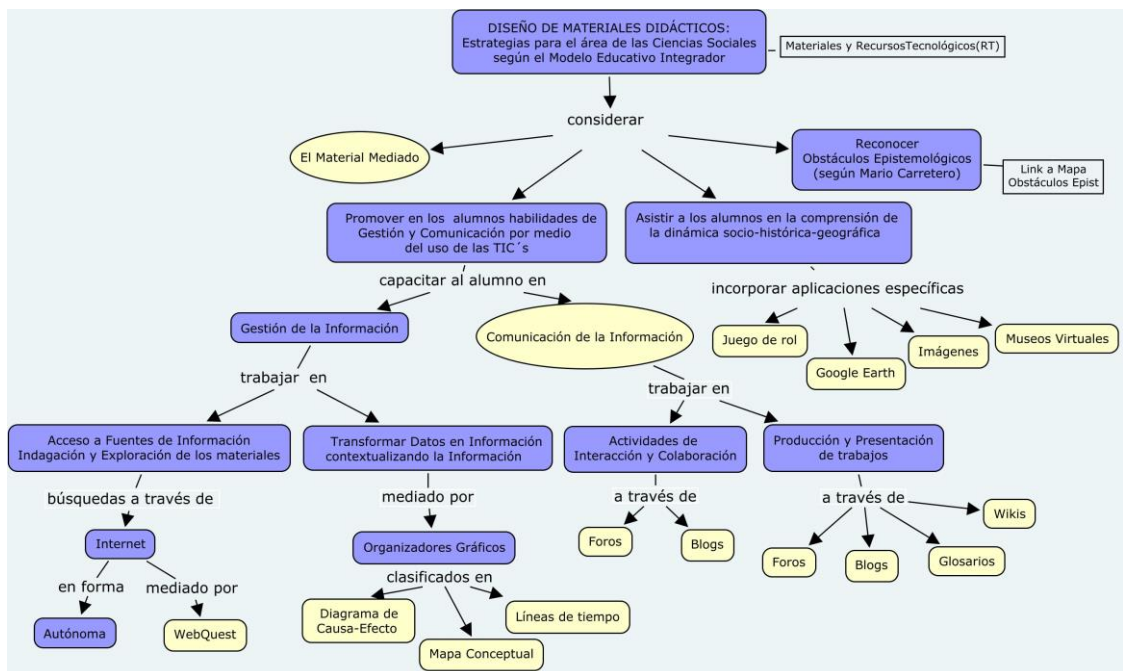 DISEÑO DE MATERIALES DIDÁCTICOS:
Estrategias para el área de las Ciencias Sociales
según el Modelo Educativo Integrador
Materiales y RecursosTecnológicos(RT)
considerar
El Material Mediado
Reconocer
Obstáculos Epistemológicos
(según Mario Carretero)
Link a Mapa
Obstáculos Epist
Promover en los alumnos habilidades de
Gestión y Comunicación por medio
del uso de las TIC´s
Asistir a los alumnos en la comprensión de
la dinámica socio-histórica-geográfica
capacitar al alumno en
incorporar aplicaciones específicas
Gestión de la Información
Comunicación de la Información
Juego de rol
Google Earth
Imágenes
Museos Virtuales
trabajar en
trabajar en
Acceso a Fuentes de Información
Indagación y Exploración de los materiales
Transformar Datos en Información
contextualizando la Información
Actividades de
Interacción y Colaboración
Producción y Presentación
de trabajos
búsquedas a través de
mediado por
a través de
a través de
Internet
Organizadores Gráficos
Foros
Blogs
Foros
Blogs
Glosarios
Wikis
en forma
mediado por
clasificados en
Autónoma
WebQuest
Diagrama de
Causa-Efecto
Mapa Conceptual
Líneas de tiempo